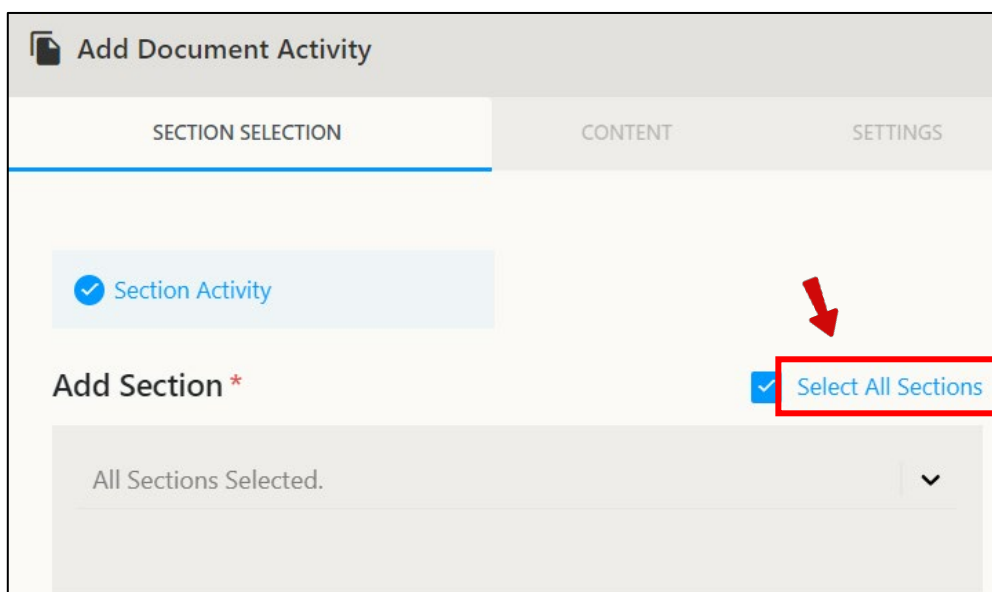 Add Document Activity
SECTION SELECTION CONTENT SETTINGS
Section Activity
Add Section * Select All Sections
All Sections Selected.